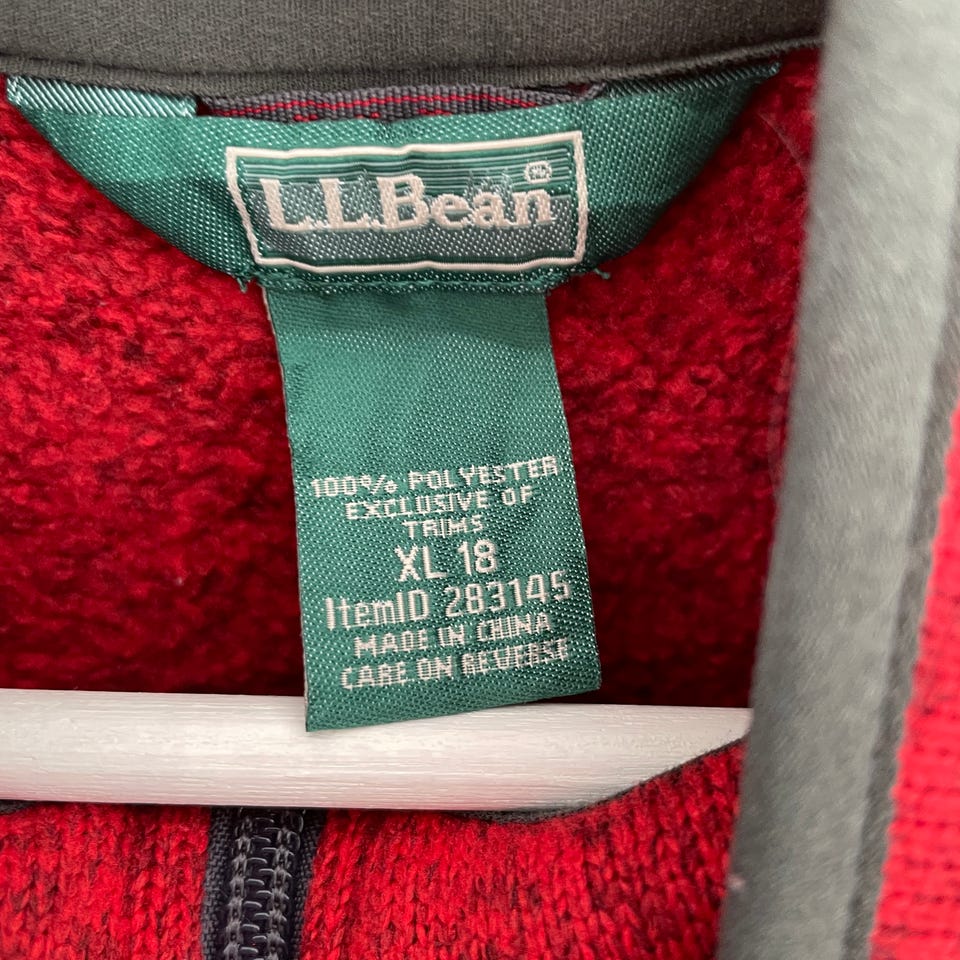 L.L.Bean®
100% POLYESTER
EXCLUSIVE OF
TRIMS
XL 18
ItemID 283145
MADE IN CHINA
CARE ON REVERSE